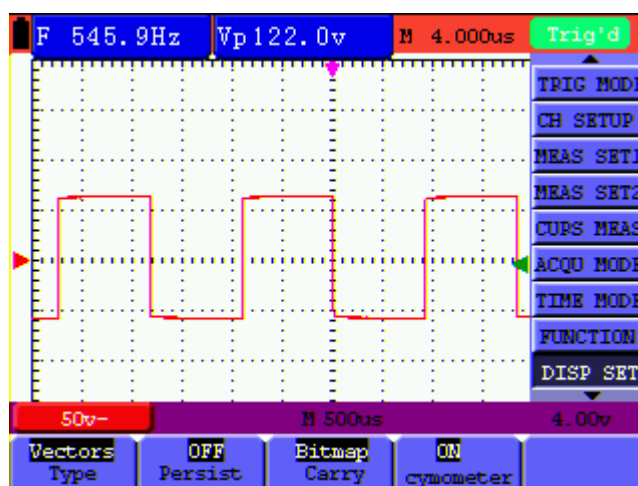 F 545.9Hz Vp122.0v M 4.000us Trig'd
TRIG MODE
CH SETUP
MEAS SET1
MEAS SET2
CURS MEAS
ACQU MODE
TIME MODE
FUNCTION
DISP SET
50v- M 500us 4.00v
Vectors OFF Bitmap ON
Type Persist Carry cymometer